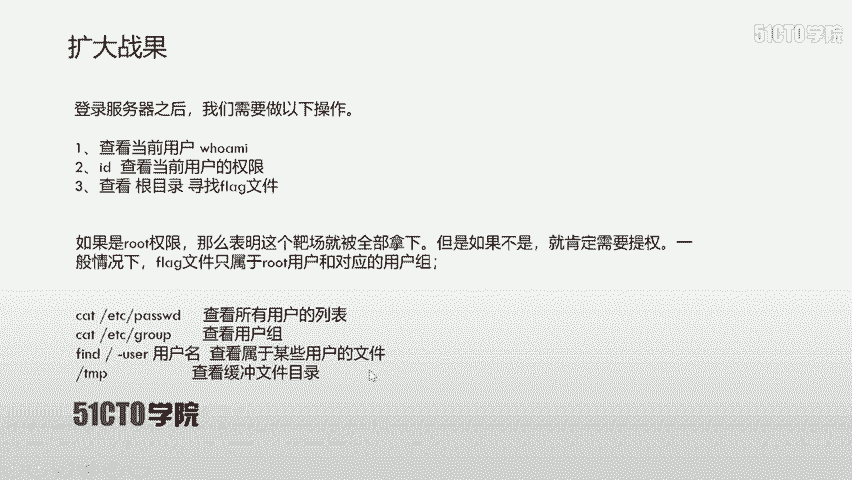 51CTO学院
扩大战果
登录服务器之后，我们需要做以下操作。
1、查看当前用户 whoami
2、id 查看当前用户的权限
3、查看 根目录 寻找flag文件
如果是root权限，那么表明这个靶场就被全部拿下。但是如果不是，就肯定需要提权。一
般情况下，flag文件只属于root用户和对应的用户组；
cat /etc/passwd 查看所有用户的列表
cat /etc/group 查看用户组
find / -user 用户名 查看属于某些用户的文件
/tmp 查看缓冲文件目录
51CTO学院